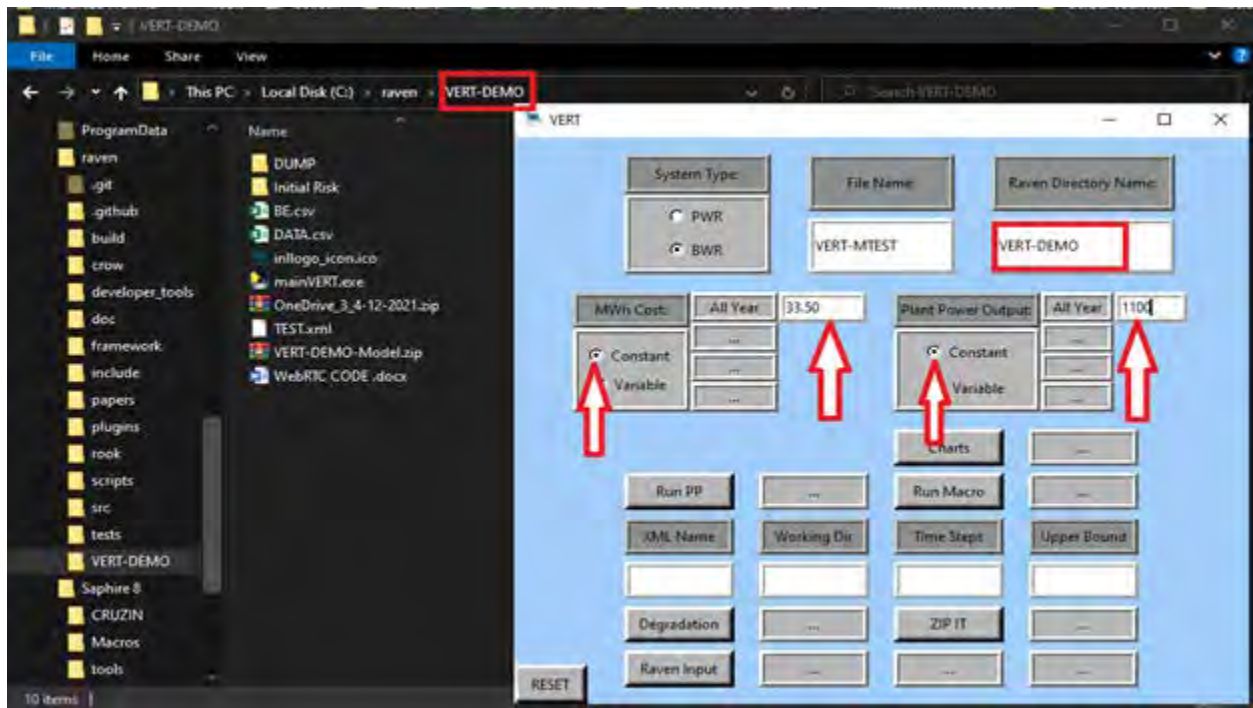 VERT-DEMO
File Home Share View
This PC > Local Disk (C:) > raven > VERT-DEMO
Search VERT-DEMO
ProgramData
raven
.git
.github
build
crow
developer_tools
doc
framework
include
papers
plugins
rook
scripts
src
tests
VERT-DEMO
Saphire 8
CRUZIN
Macros
tools
10 items
Name
DUMP
Initial Risk
BE.csv
DATA.csv
inllogo_icon.ico
mainVERT.exe
OneDrive_3_4-12-2021.zip
TEST.xml
VERT-DEMO-Model.zip
WebRTC CODE .docx
VERT
System Type: File Name: Raven Directory Name:
PWR
BWR
VERT-MTEST VERT-DEMO
MWh Cost: All Year 33.50 Plant Power Output: All Year 1100
Constant ... Constant ...
... ...
Variable ... Variable ...
Charts ...
Run PP ... Run Macro ...
XML Name Working Dir Time Steps Upper Bound
Degradation ... ZIP IT ...
Raven Input ... ... ...
RESET